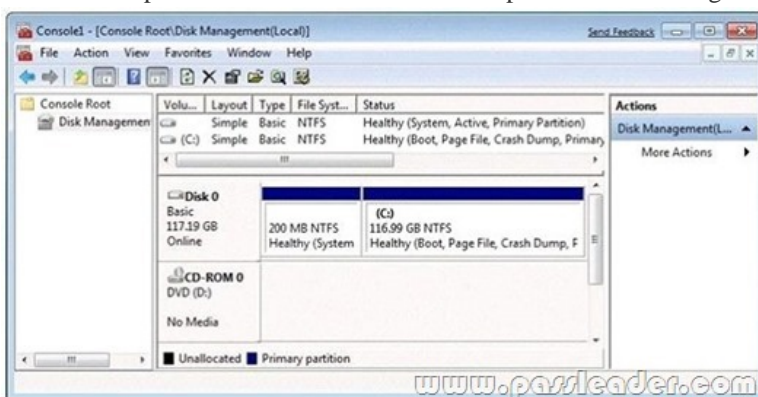 Console1 - [Console Root\Disk Management(Local)]
Send Feedback
File Action View Favorites Window Help
Console Root
Disk Managemen
Volu... Layout Type File Syst... Status
Simple Basic NTFS Healthy (System, Active, Primary Partition)
(C:) Simple Basic NTFS Healthy (Boot, Page File, Crash Dump, Primary
Actions
Disk Management(L...
More Actions
Disk 0
Basic
117.19 GB
Online
200 MB NTFS
Healthy (System
(C:)
116.99 GB NTFS
Healthy (Boot, Page File, Crash Dump, F
CD-ROM 0
DVD (D:)
No Media
Unallocated Primary partition
www.passleader.com